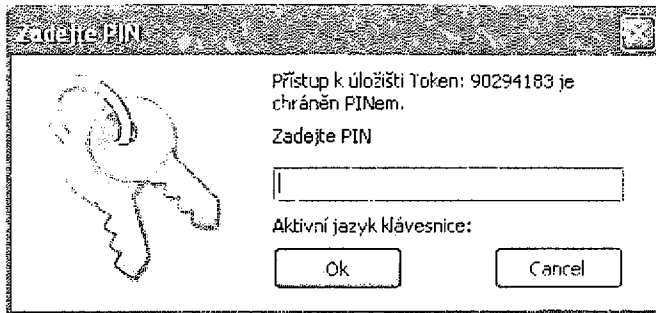 Zadejte PIN
Přístup k úložišti Token: 90294183 je
chráněn PINem.
Zadejte PIN
Aktivní jazyk klávesnice:
Ok
Cancel